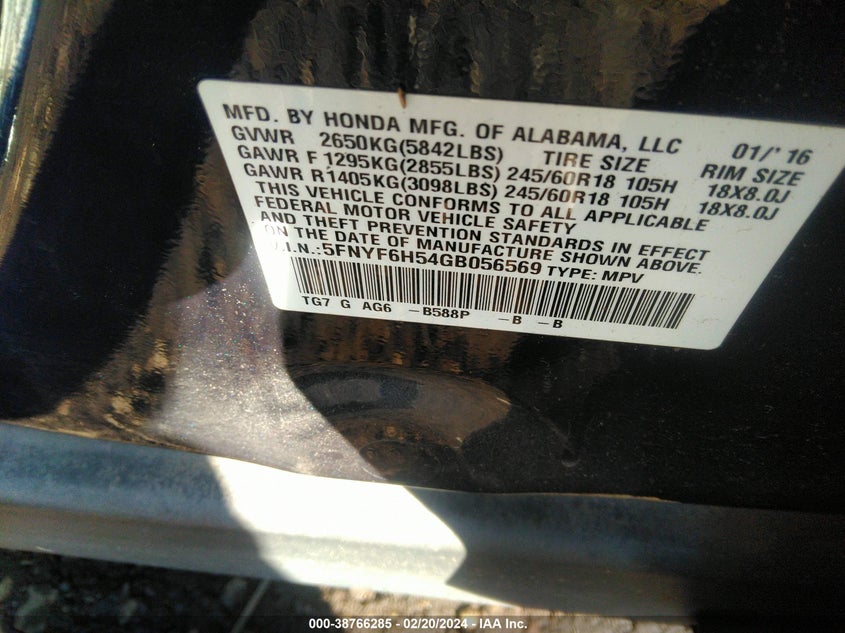 MFD. BY HONDA MFG. OF ALABAMA, LLC 01/'16
GVWR 2650KG(5842LBS) TIRE SIZE RIM SIZE
GAWR F 1295KG(2855LBS) 245/60R18 105H 18X8.0J
GAWR R1405KG(3098LBS) 245/60R18 105H 18X8.0J
THIS VEHICLE CONFORMS TO ALL APPLICABLE
FEDERAL MOTOR VEHICLE SAFETY
AND THEFT PREVENTION STANDARDS IN EFFECT
ON THE DATE OF MANUFACTURE SHOWN ABOVE.
V.I.N.:5FNYF6H54GB056569 TYPE: MPV
TG7 G AG6 -B588P -B -B
000-38766285 - 02/20/2024 - IAA Inc.